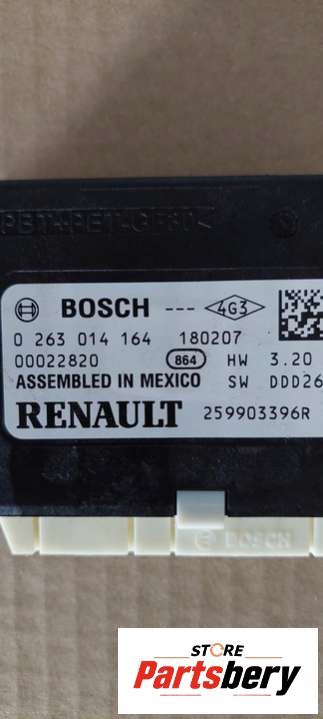 BOSCH --- 4G3
0 263 014 164 180207
00022820 864 HW 3.20
ASSEMBLED IN MEXICO SW DDD26
RENAULT 259903396R
BOSCH
STORE
Partsbery